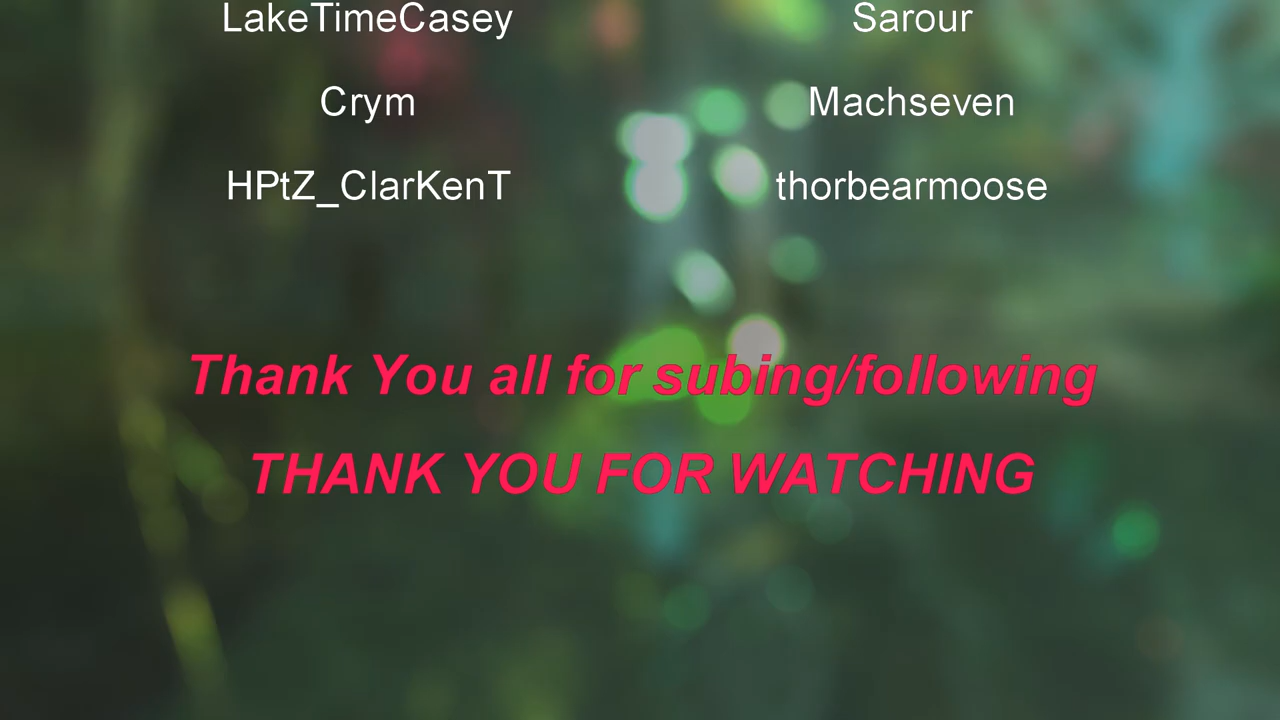 LakeTimeCasey Sarour
Crym Machseven
HPtZ_ClarKenT thorbearmoose
Thank You all for subing/following
THANK YOU FOR WATCHING